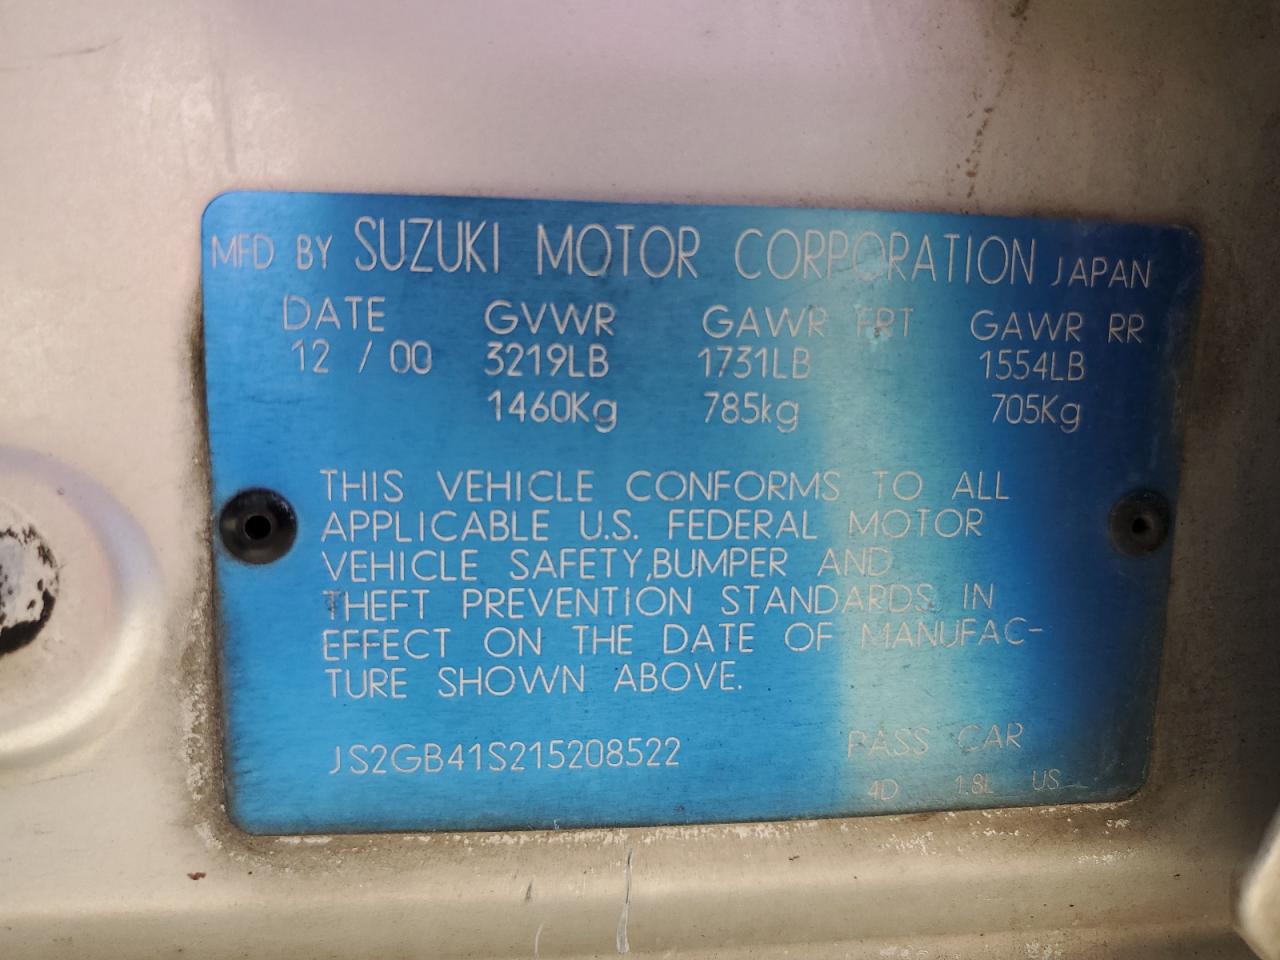 MFD BY SUZUKI MOTOR CORPORATION JAPAN
DATE GVWR GAWR FRT GAWR RR
12 / 00 3219LB 1731LB 1554LB
1460Kg 785kg 705Kg
THIS VEHICLE CONFORMS TO ALL
APPLICABLE U.S. FEDERAL MOTOR
VEHICLE SAFETY,BUMPER AND
THEFT PREVENTION STANDARDS IN
EFFECT ON THE DATE OF MANUFAC-
TURE SHOWN ABOVE.
JS2GB41S215208522 PASS CAR
4D 1.8L US